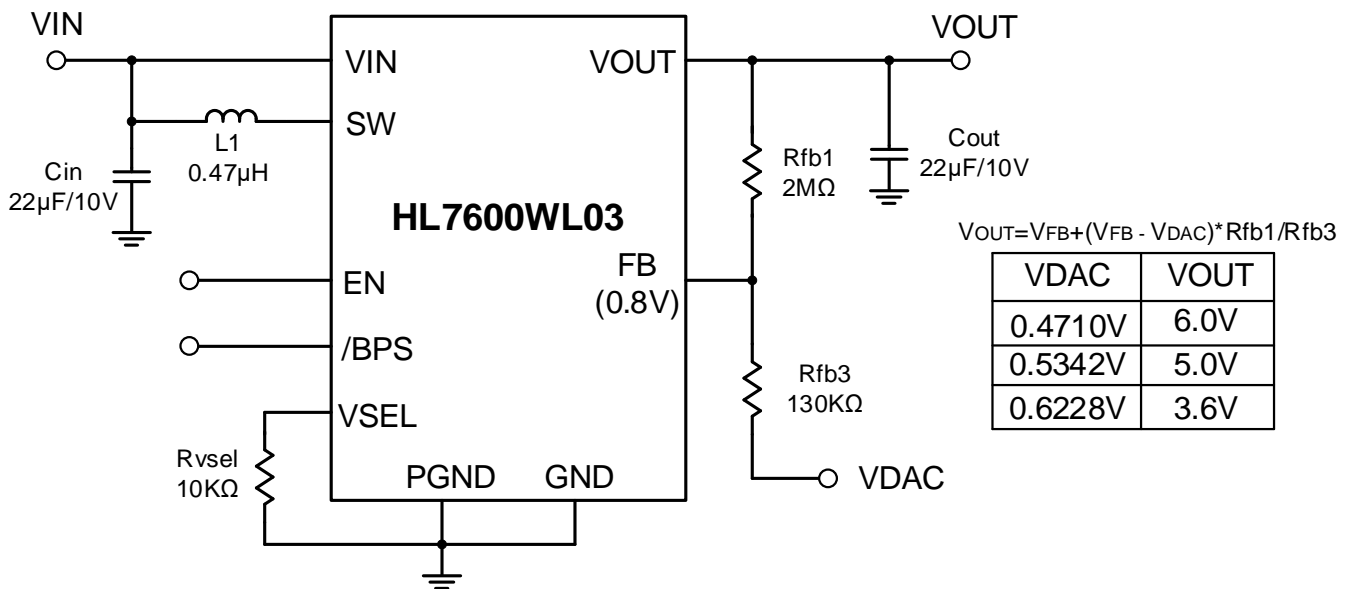 VIN
VOUT
VIN
VOUT
SW
L1
0.47µH
Cin
22µF/10V
Rfb1
2MΩ
Cout
22µF/10V
HL7600WL03
VOUT=VFB+(VFB - VDAC)*Rfb1/Rfb3
VDAC VOUT
0.4710V 6.0V
0.5342V 5.0V
0.6228V 3.6V
EN
FB
(0.8V)
/BPS
Rfb3
130KΩ
VSEL
Rvsel
10KΩ
PGND GND
VDAC